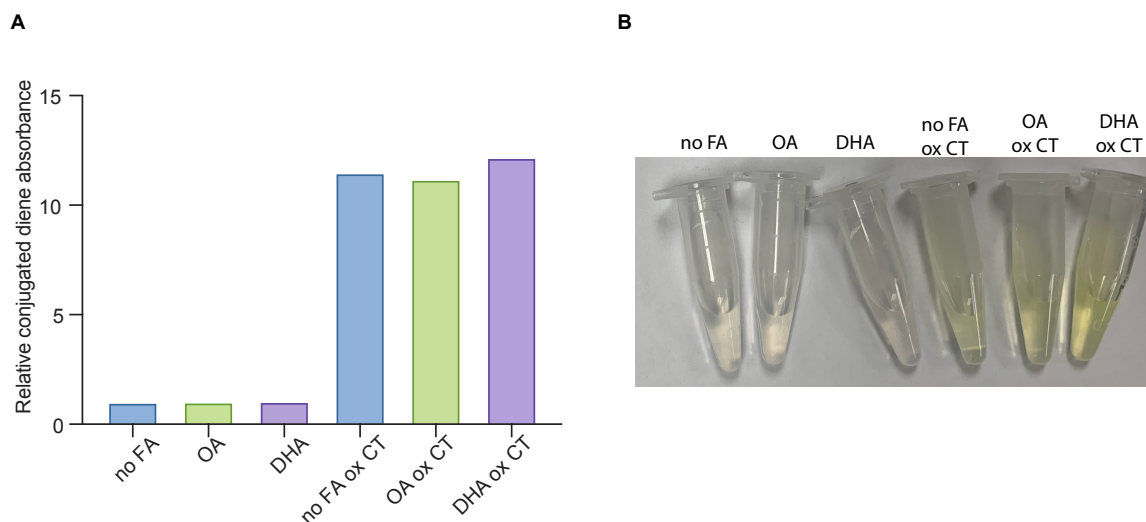 A
B
Relative conjugated diene absorbance
15
10
5
0
no FA
OA
DHA
no FA ox CT
OA ox CT
DHA ox CT
no FA
OA
DHA
no FA
ox CT
OA
ox CT
DHA
ox CT